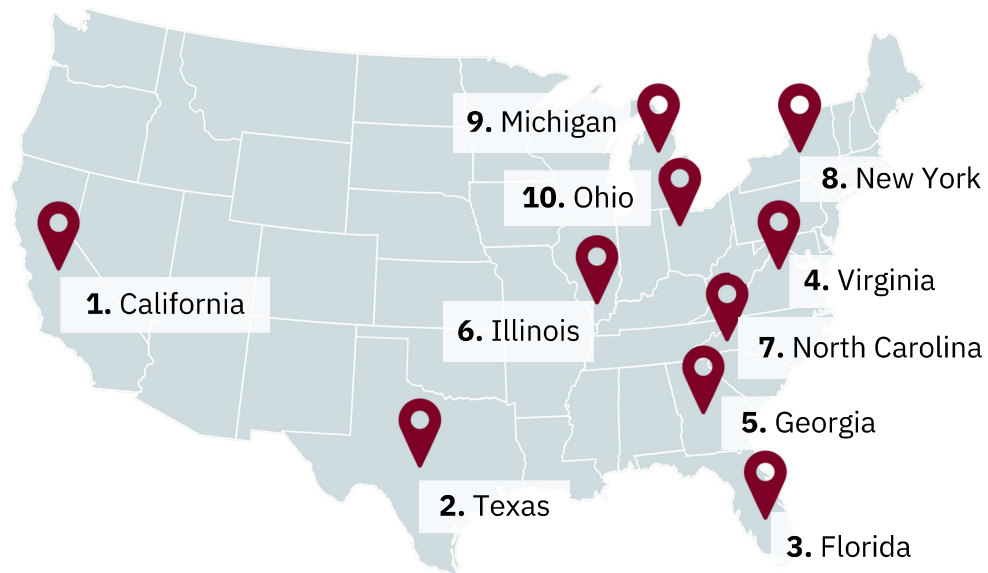 9. Michigan
8. New York
10. Ohio
4. Virginia
1. California
6. Illinois
7. North Carolina
5. Georgia
2. Texas
3. Florida